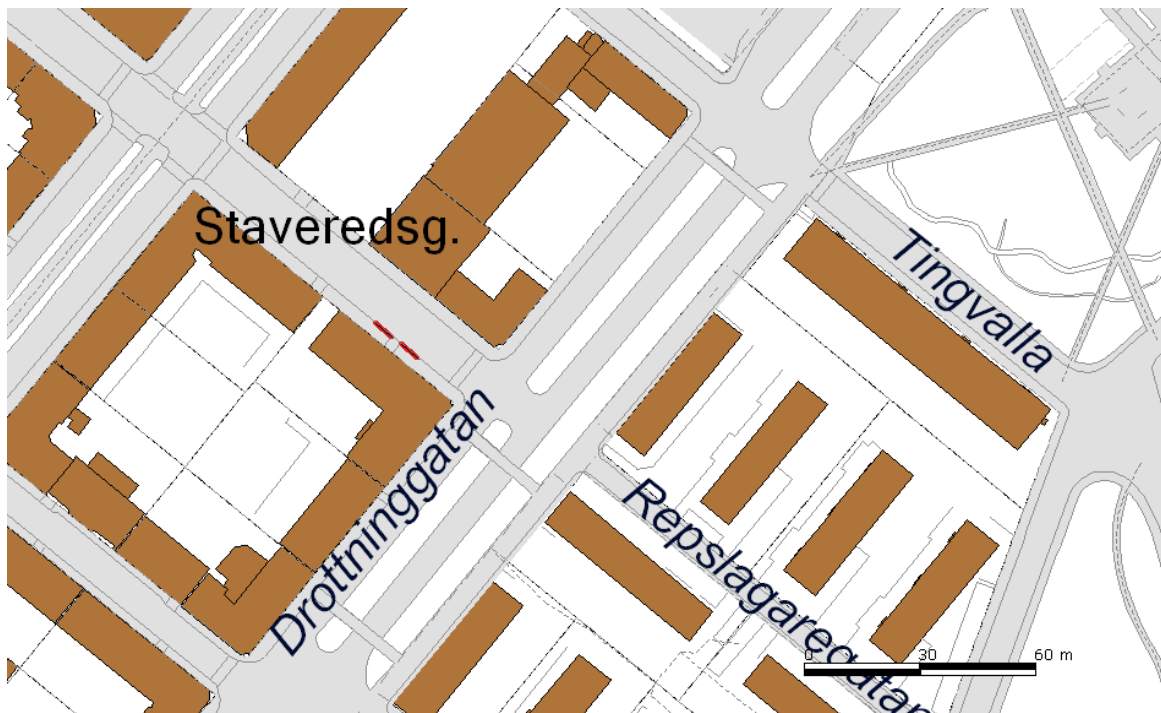 Staveredsg.
Tingvalla
Drottninggatan
Repslagaregatan
0 30 60 m